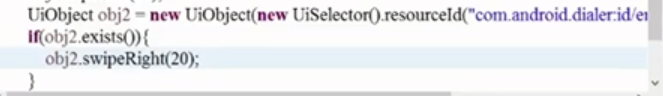 UiObject obj2 = new UiObject(new UiSelector().resourceId("com.android.dialer:id/
if(obj2.exists()){
obj2.swipeRight(20);
}